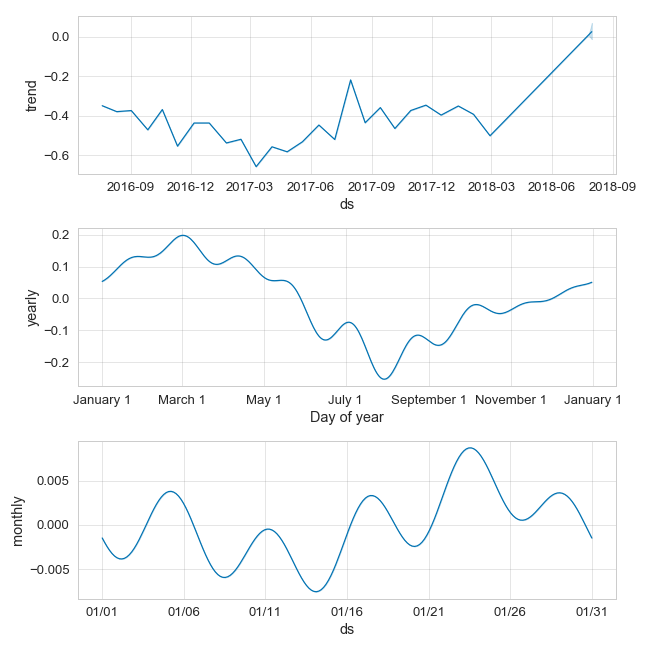 0.0
−0.2
−0.4
−0.6
trend
2016-09 2016-12 2017-03 2017-06 2017-09 2017-12 2018-03 2018-06 2018-09
ds
0.2
0.1
0.0
−0.1
−0.2
yearly
January 1 March 1 May 1 July 1 September 1 November 1 January 1
Day of year
0.005
0.000
−0.005
monthly
01/01 01/06 01/11 01/16 01/21 01/26 01/31
ds